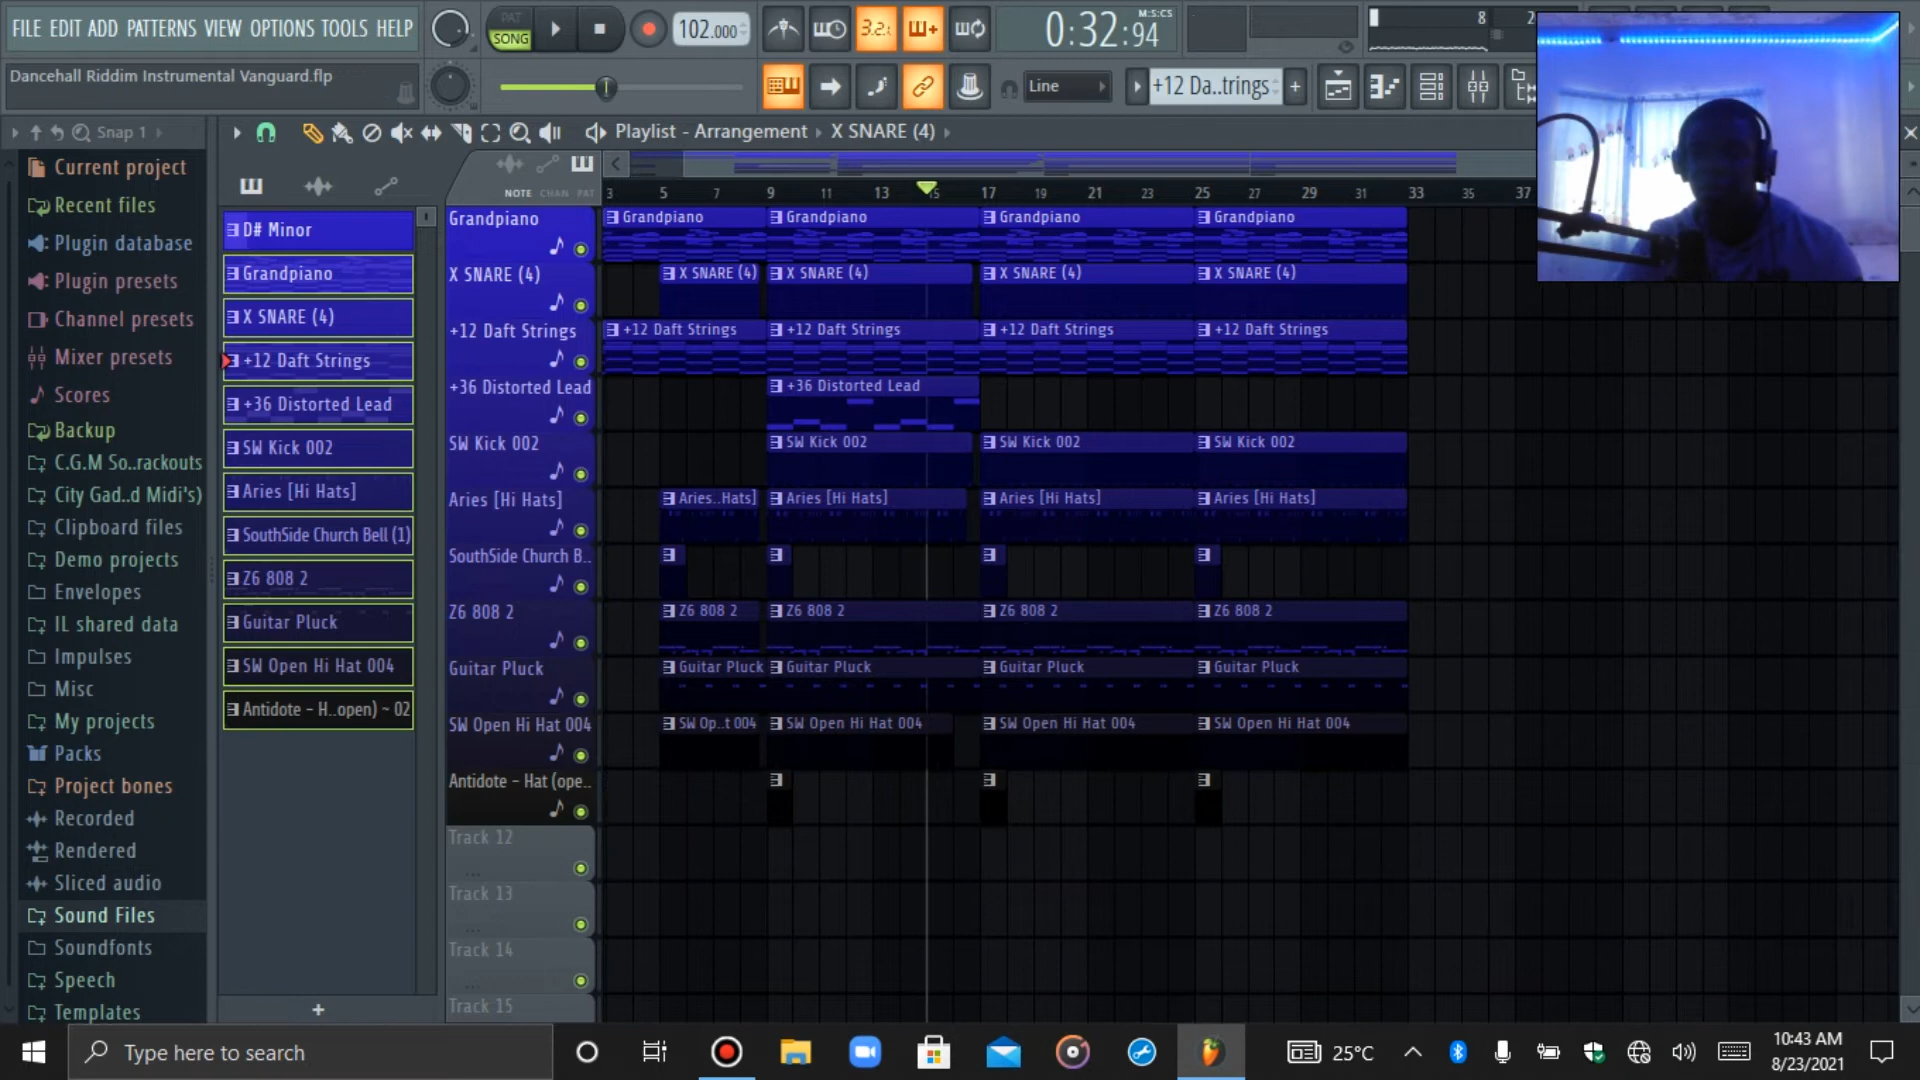 FILE EDIT ADD PATTERNS VIEW OPTIONS TOOLS HELP
PAT
SONG
102.000
3.2.
M:S:CS
0:32:94
8
Dancehall Riddim Instrumental Vanguard.flp
Line
+12 Da..trings
+
Snap 1
Playlist - Arrangement
X SNARE (4)
Current project
Recent files
Plugin database
Plugin presets
Channel presets
Mixer presets
Scores
Backup
C.G.M So..rackouts
City Gad..d Midi's)
Clipboard files
Demo projects
Envelopes
IL shared data
Impulses
Misc
My projects
Packs
Project bones
Recorded
Rendered
Sliced audio
Sound Files
Soundfonts
Speech
Templates
D# Minor
Grandpiano
X SNARE (4)
+12 Daft Strings
+36 Distorted Lead
SW Kick 002
Aries [Hi Hats]
SouthSide Church Bell (1)
Z6 808 2
Guitar Pluck
SW Open Hi Hat 004
Antidote - H..open) ~ 02
+
NOTE CHAN PAT
3 5 7 9 11 13 15 17 19 21 23 25 27 29 31 33 35 37
Grandpiano
Grandpiano Grandpiano Grandpiano Grandpiano
X SNARE (4)
X SNARE (4) X SNARE (4) X SNARE (4) X SNARE (4)
+12 Daft Strings
+12 Daft Strings +12 Daft Strings +12 Daft Strings +12 Daft Strings
+36 Distorted Lead
+36 Distorted Lead
SW Kick 002
SW Kick 002 SW Kick 002 SW Kick 002
Aries [Hi Hats]
Aries..Hats] Aries [Hi Hats] Aries [Hi Hats] Aries [Hi Hats]
SouthSide Church B..
Z6 808 2
Z6 808 2 Z6 808 2 Z6 808 2 Z6 808 2
Guitar Pluck
Guitar Pluck Guitar Pluck Guitar Pluck Guitar Pluck
SW Open Hi Hat 004
SW Op..t 004 SW Open Hi Hat 004 SW Open Hi Hat 004 SW Open Hi Hat 004
Antidote - Hat (ope..
Track 12
...
Track 13
...
Track 14
...
Track 15
Type here to search
25°C
10:43 AM
8/23/2021